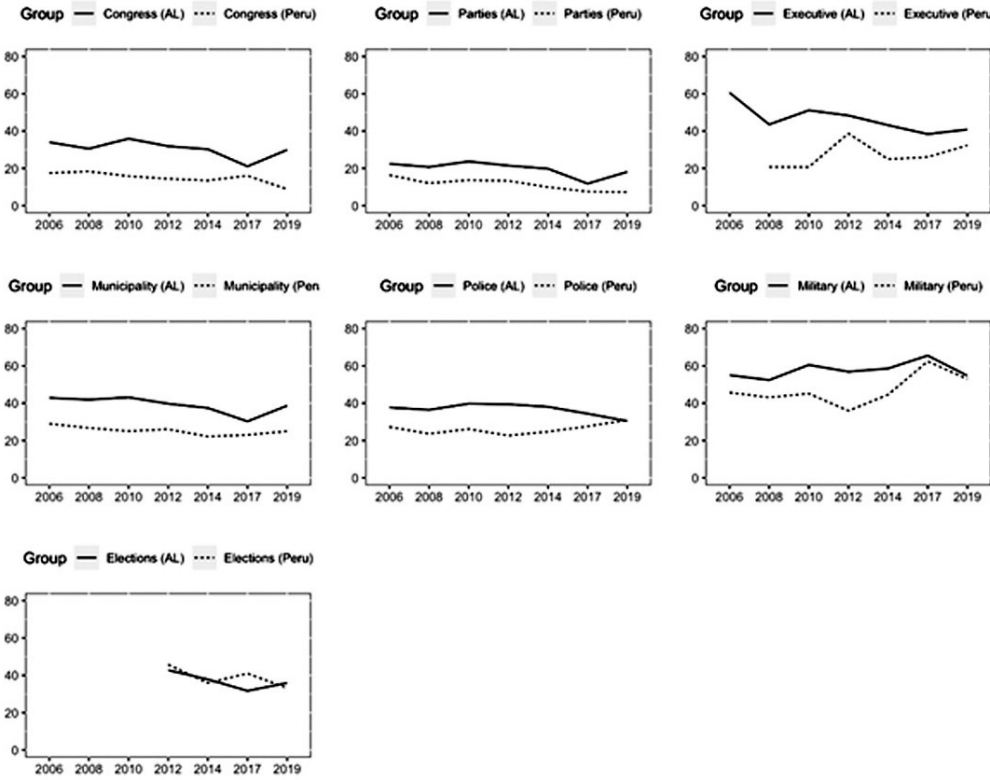 Group Congress (AL) Congress (Peru)
80
60
40
20
0
2006 2008 2010 2012 2014 2017 2019
Group Parties (AL) Parties (Peru)
80
60
40
20
0
2006 2008 2010 2012 2014 2017 2019
Group Executive (AL) Executive (Peru
80
60
40
20
0
2006 2008 2010 2012 2014 2017 2019
Group Municipality (AL) Municipality (Pen
80
60
40
20
0
2006 2008 2010 2012 2014 2017 2019
Group Police (AL) Police (Peru)
80
60
40
20
0
2006 2008 2010 2012 2014 2017 2019
Group Military (AL) Military (Peru)
80
60
40
20
0
2006 2008 2010 2012 2014 2017 2019
Group Elections (AL) Elections (Peru)
80
60
40
20
0
2006 2008 2010 2012 2014 2017 2019